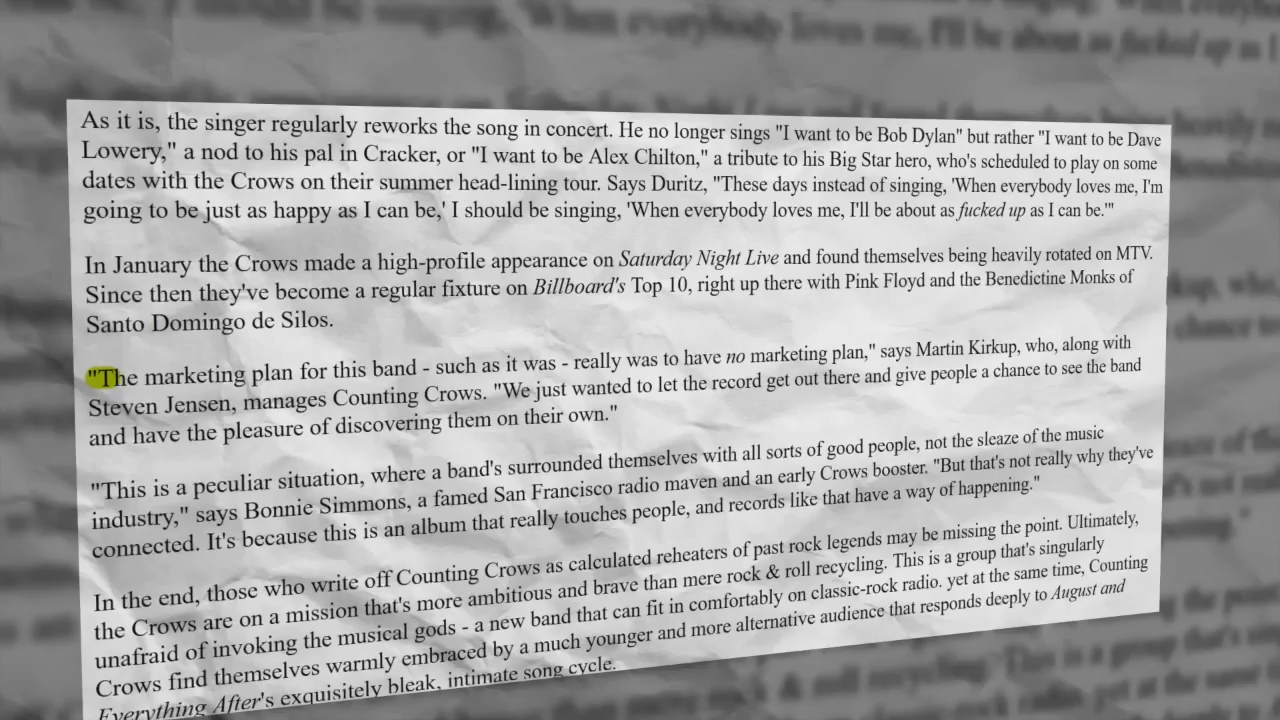 As it is, the singer regularly reworks the song in concert. He no longer sings "I want to be Bob Dylan" but rather "I want to be Dave
Lowery," a nod to his pal in Cracker, or "I want to be Alex Chilton," a tribute to his Big Star hero, who's scheduled to play on some
dates with the Crows on their summer head-lining tour. Says Duritz, "These days instead of singing, 'When everybody loves me, I'm
going to be just as happy as I can be,' I should be singing, 'When everybody loves me, I'll be about as fucked up as I can be.'"
In January the Crows made a high-profile appearance on Saturday Night Live and found themselves being heavily rotated on MTV.
Since then they've become a regular fixture on Billboard's Top 10, right up there with Pink Floyd and the Benedictine Monks of
Santo Domingo de Silos.
"The marketing plan for this band - such as it was - really was to have no marketing plan," says Martin Kirkup, who, along with
Steven Jensen, manages Counting Crows. "We just wanted to let the record get out there and give people a chance to see the band
and have the pleasure of discovering them on their own."
"This is a peculiar situation, where a band's surrounded themselves with all sorts of good people, not the sleaze of the music
industry," says Bonnie Simmons, a famed San Francisco radio maven and an early Crows booster. "But that's not really why they've
connected. It's because this is an album that really touches people, and records like that have a way of happening."
In the end, those who write off Counting Crows as calculated reheaters of past rock legends may be missing the point. Ultimately,
the Crows are on a mission that's more ambitious and brave than mere rock & roll recycling. This is a group that's singularly
unafraid of invoking the musical gods - a new band that can fit in comfortably on classic-rock radio. yet at the same time, Counting
Crows find themselves warmly embraced by a much younger and more alternative audience that responds deeply to August and
Everything After's exquisitely bleak, intimate song cycle.